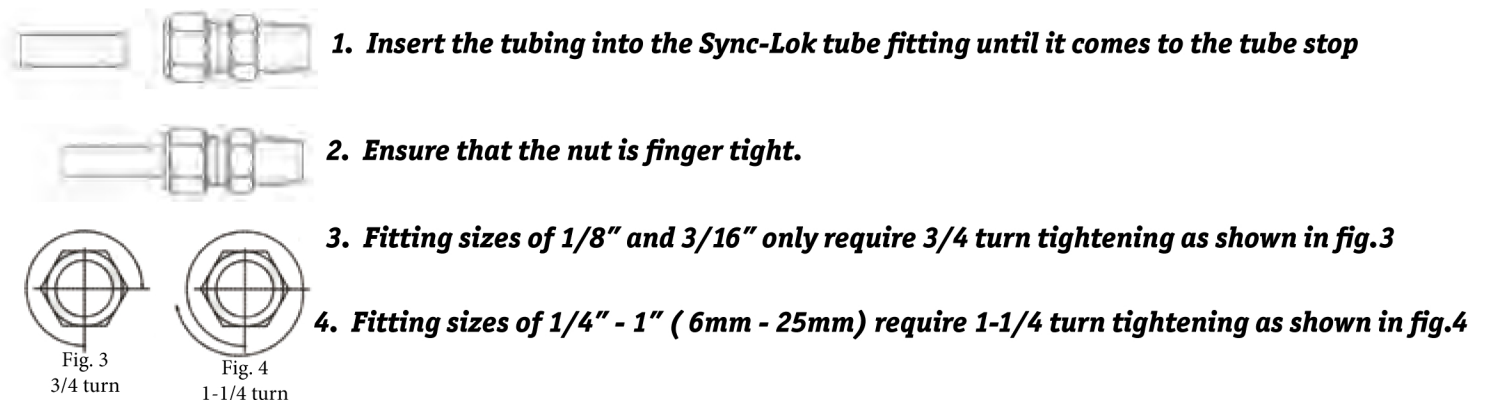 1. Insert the tubing into the Sync-Lok tube fitting until it comes to the tube stop
2. Ensure that the nut is finger tight.
3. Fitting sizes of 1/8” and 3/16” only require 3/4 turn tightening as shown in fig.3
4. Fitting sizes of 1/4” - 1” ( 6mm - 25mm) require 1-1/4 turn tightening as shown in fig.4
Fig. 3
3/4 turn
Fig. 4
1-1/4 turn